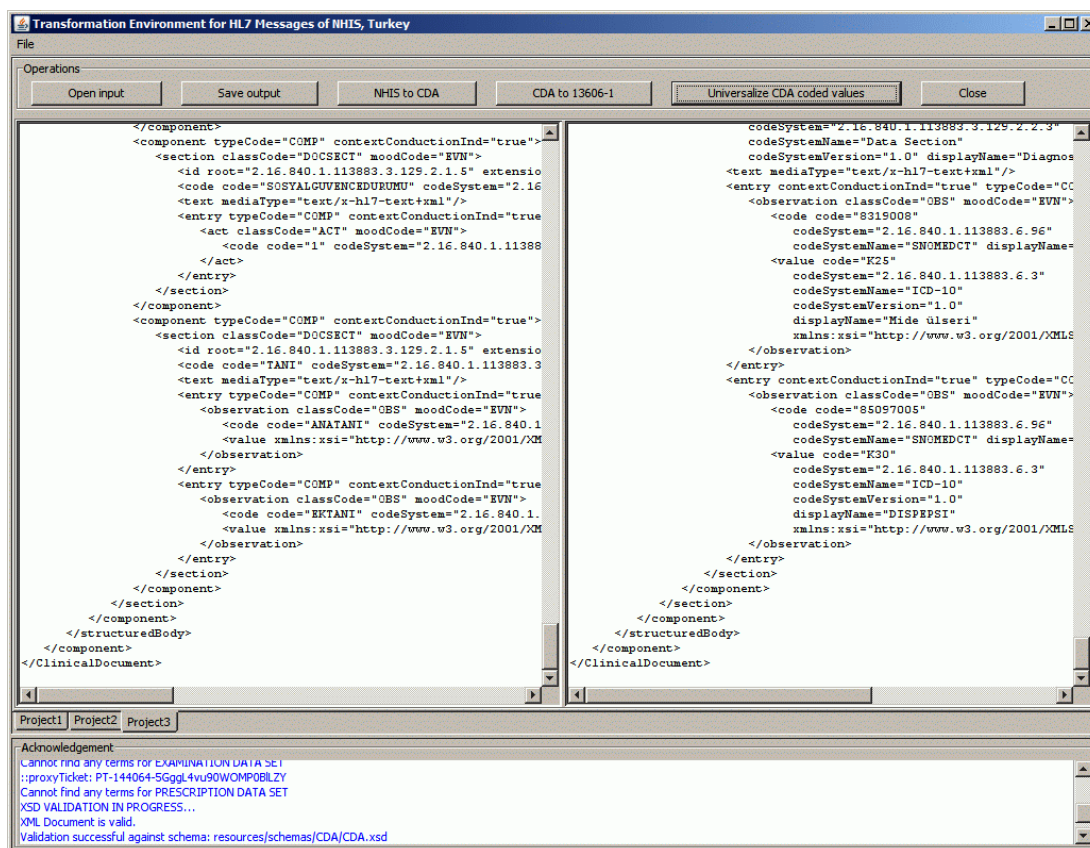 Transformation Environment for HL7 Messages of NHIS, Turkey
File
Operations
Open input
Save output
NHIS to CDA
CDA to 13606-1
Universalize CDA coded values
Close
</component>
<component typeCode="COMP" contextConductionInd="true">
<section classCode="DOCSECT" moodCode="EVN">
<id root="2.16.840.1.113883.3.129.2.1.5" extensio
<code code="SOSYALGUVENCEDURUMU" codeSystem="2.16
<text mediaType="text/x-hl7-text+xml"/>
<entry typeCode="COMP" contextConductionInd="true
<act classCode="ACT" moodCode="EVN">
<code code="1" codeSystem="2.16.840.1.11388
</act>
</entry>
</section>
</component>
<component typeCode="COMP" contextConductionInd="true">
<section classCode="DOCSECT" moodCode="EVN">
<id root="2.16.840.1.113883.3.129.2.1.5" extensio
<code code="TANI" codeSystem="2.16.840.1.113883.3
<text mediaType="text/x-hl7-text+xml"/>
<entry typeCode="COMP" contextConductionInd="true
<observation classCode="OBS" moodCode="EVN">
<code code="ANATANI" codeSystem="2.16.840.1
<value xmlns:xsi="http://www.w3.org/2001/XM
</observation>
</entry>
<entry typeCode="COMP" contextConductionInd="true
<observation classCode="OBS" moodCode="EVN">
<code code="EKTANI" codeSystem="2.16.840.1.
<value xmlns:xsi="http://www.w3.org/2001/XM
</observation>
</entry>
</section>
</component>
</section>
</component>
</structuredBody>
</component>
</ClinicalDocument>
codeSystem="2.16.840.1.113883.3.129.2.2.3"
codeSystemName="Data Section"
codeSystemVersion="1.0" displayName="Diagnos
<text mediaType="text/x-hl7-text+xml"/>
<entry contextConductionInd="true" typeCode="CO
<observation classCode="OBS" moodCode="EVN">
<code code="8319008"
codeSystem="2.16.840.1.113883.6.96"
codeSystemName="SNOMEDCT" displayName=
<value code="K25"
codeSystem="2.16.840.1.113883.6.3"
codeSystemName="ICD-10"
codeSystemVersion="1.0"
displayName="Mide ülseri"
xmlns:xsi="http://www.w3.org/2001/XMLS
</observation>
</entry>
<entry contextConductionInd="true" typeCode="CO
<observation classCode="OBS" moodCode="EVN">
<code code="85097005"
codeSystem="2.16.840.1.113883.6.96"
codeSystemName="SNOMEDCT" displayName=
<value code="K30"
codeSystem="2.16.840.1.113883.6.3"
codeSystemName="ICD-10"
codeSystemVersion="1.0"
displayName="DISPEPSI"
xmlns:xsi="http://www.w3.org/2001/XMLS
</observation>
</entry>
</section>
</component>
</section>
</component>
</structuredBody>
</component>
</ClinicalDocument>
Project1 Project2 Project3
Acknowledgement
Cannot find any terms for EXAMINATION DATA SET
::proxyTicket: PT-144064-5GggL4vu90WOMP0BlLZY
Cannot find any terms for PRESCRIPTION DATA SET
XSD VALIDATION IN PROGRESS...
XML Document is valid.
Validation successful against schema: resources/schemas/CDA/CDA.xsd